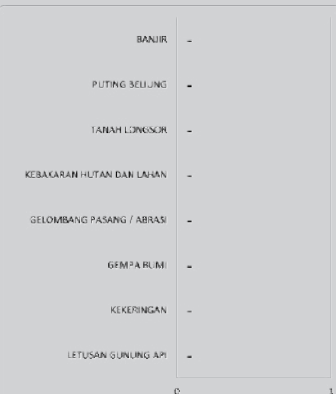 BANJIR -
PUTING BELIUNG -
TANAH LONGSOR -
KEBAKARAN HUTAN DAN LAHAN -
GELOMBANG PASANG / ABRASI -
GEMPA BUMI -
KEKERINGAN -
LETUSAN GUNUNG API -
0 1